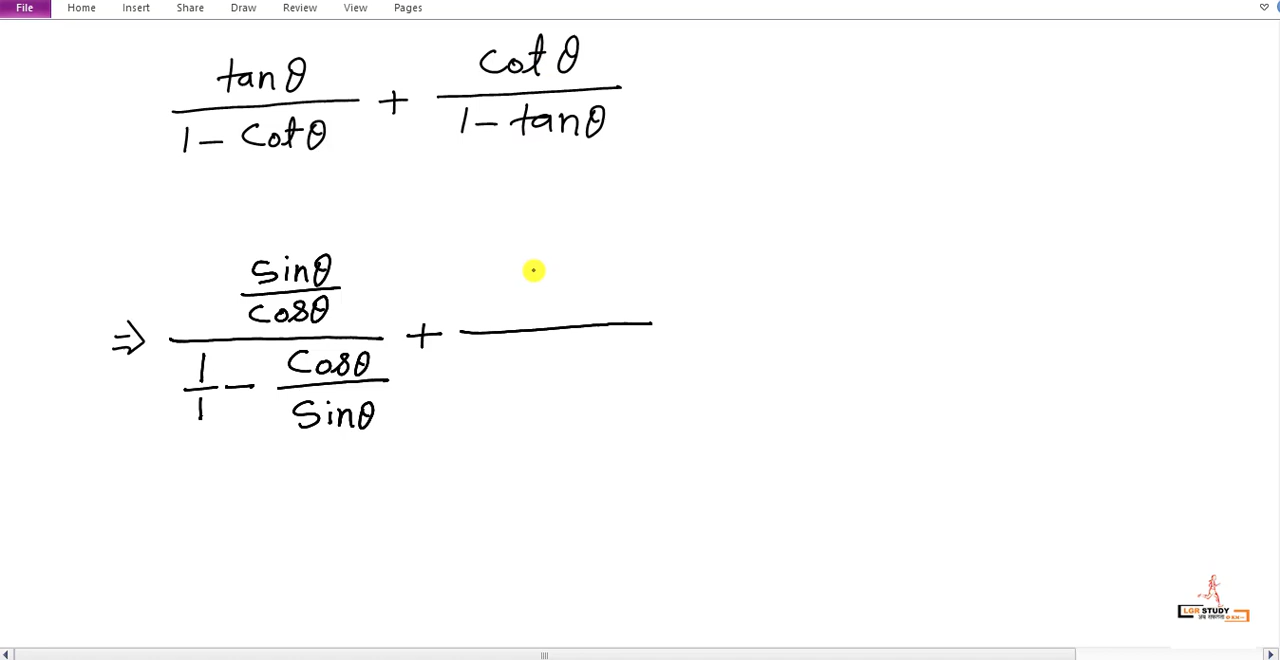 File Home Insert Share Draw Review View Pages
tanθ / 1 - cotθ + cotθ / 1 - tanθ
⇒ sinθ/cosθ / 1/1 - cosθ/sinθ +
LGR STUDY